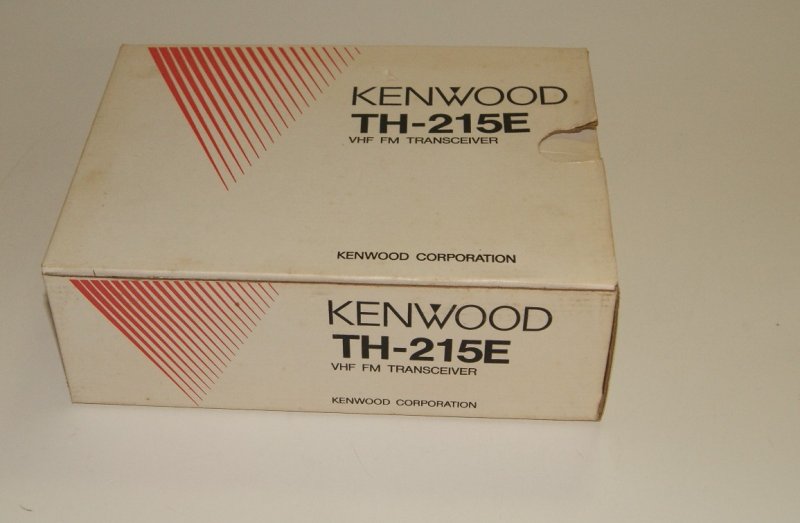 KENWOOD
TH-215E
VHF FM TRANSCEIVER
KENWOOD CORPORATION
KENWOOD
TH-215E
VHF FM TRANSCEIVER
KENWOOD CORPORATION